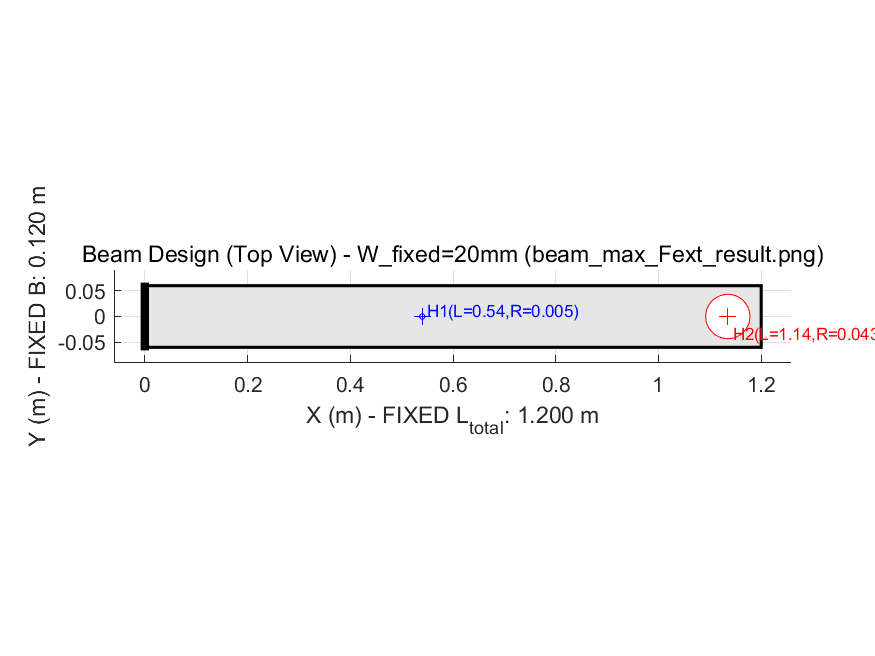 Beam Design (Top View) - W_fixed=20mm (beam_max_Fext_result.png)
Y (m) - FIXED B: 0.120 m
0.05
0
-0.05
H1(L=0.54,R=0.005)
H2(L=1.14,R=0.043
0 0.2 0.4 0.6 0.8 1 1.2
X (m) - FIXED Ltotal: 1.200 m